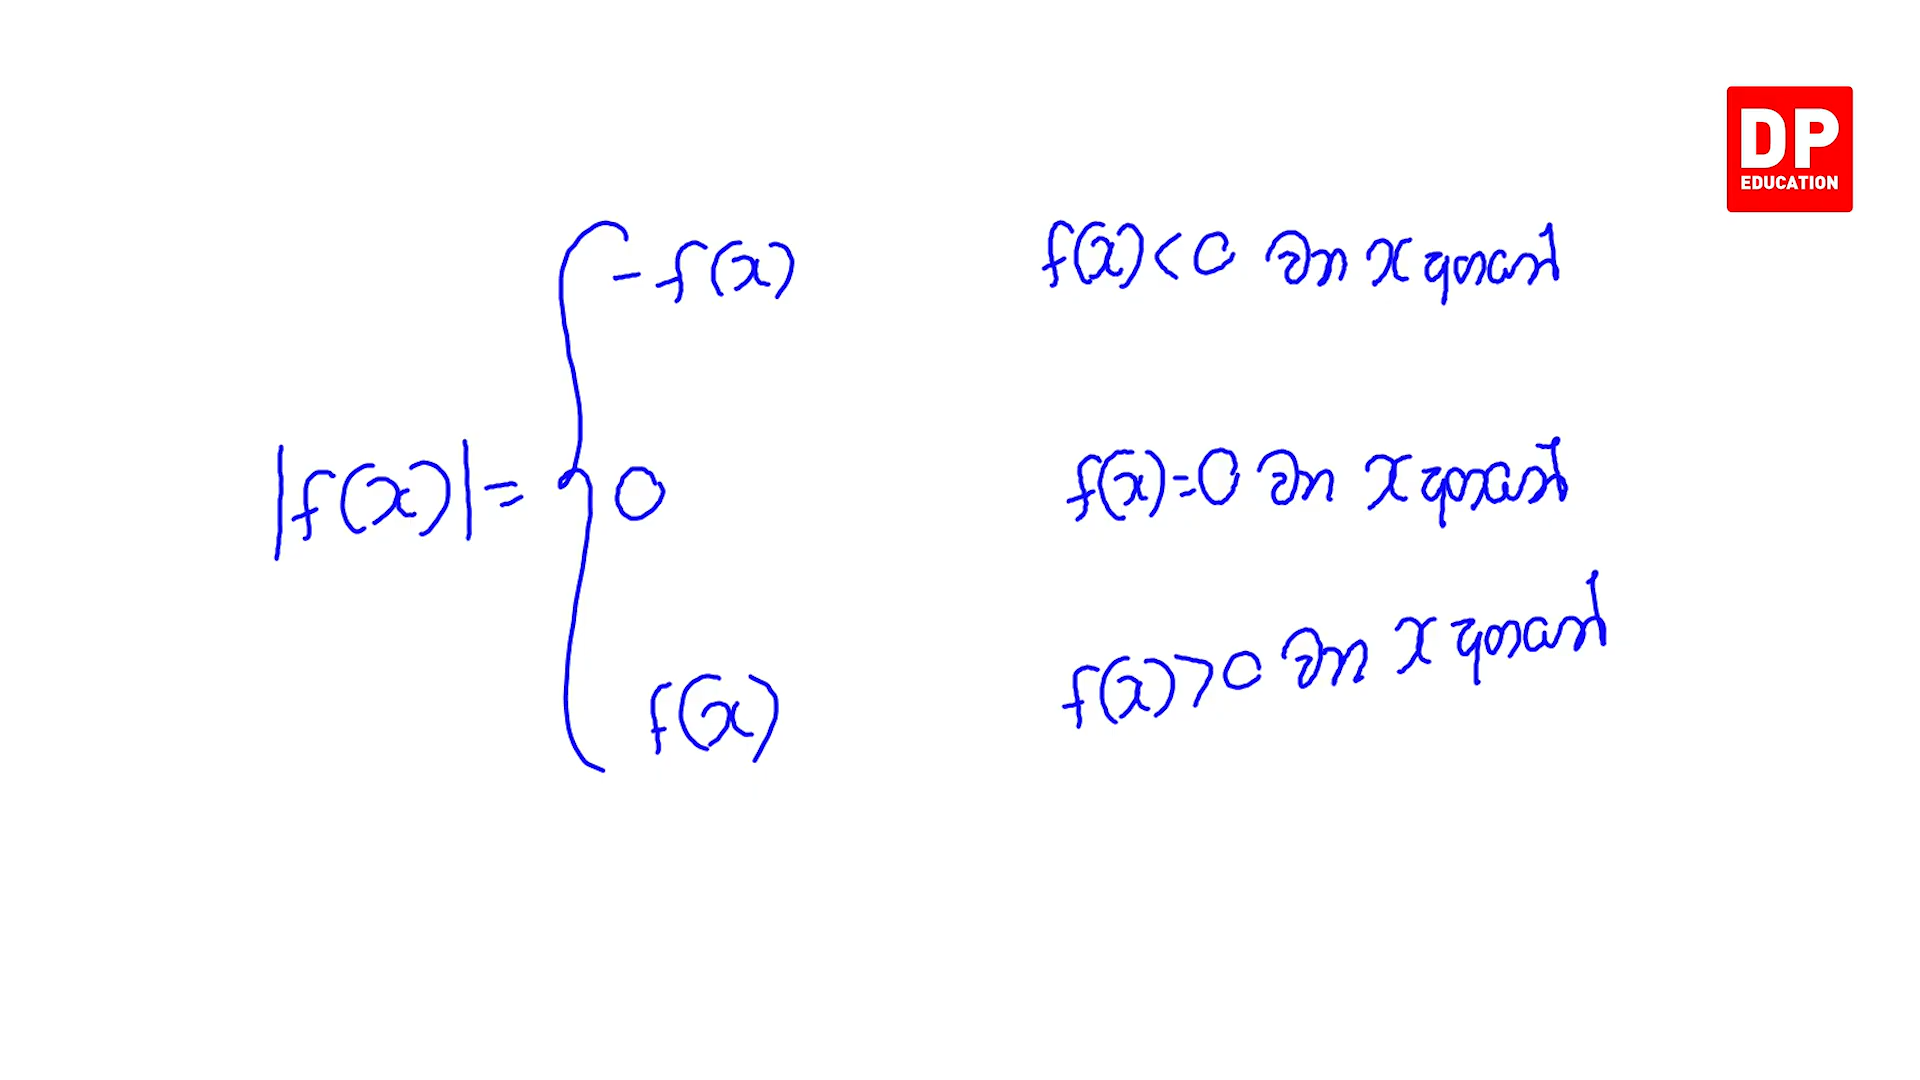 DP
EDUCATION
-f(x) f(x)<0 වන x අගයන්
|f(x)|= 0 f(x)=0 වන x අගයන්
f(x) f(x)>0 වන x අගයන්